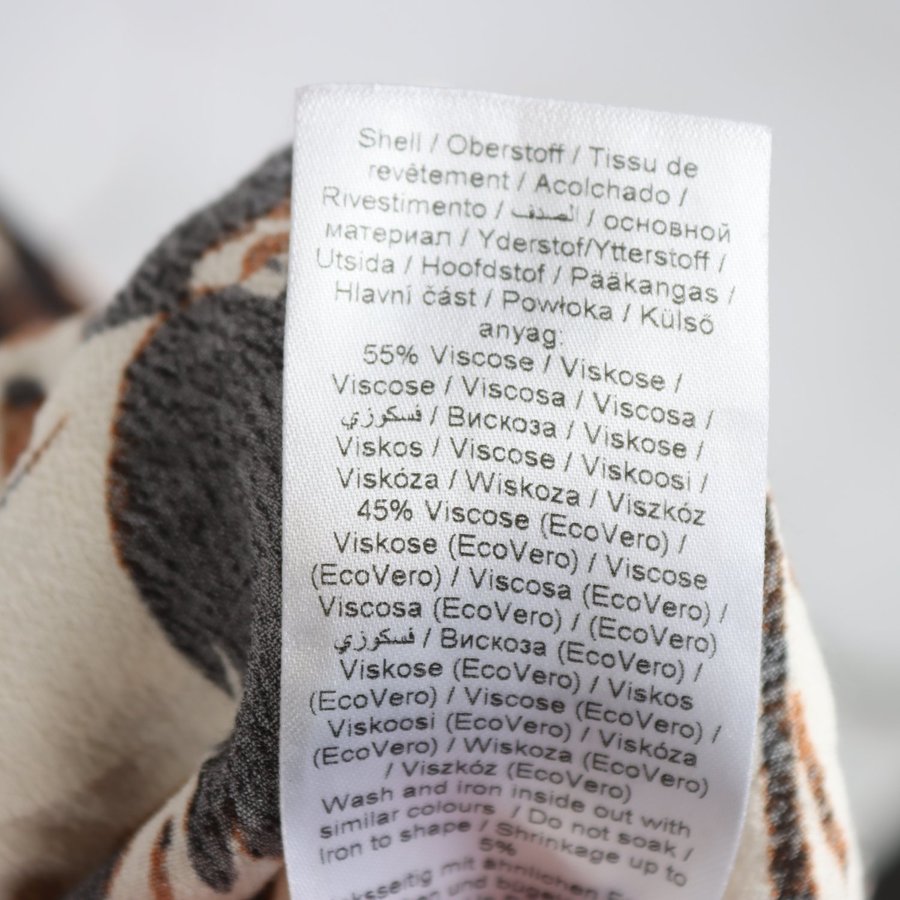 Shell / Oberstoff / Tissu de
revêtement / Acolchado /
Rivestimento / الصدف / основной
материал / Yderstof/Ytterstoff /
Utsida / Hoofdstof / Pääkangas /
Hlavní část / Powłoka / Külső
anyag:
55% Viscose / Viskose /
Viscose / Viscosa / Viscosa /
فسكوزي / Вискоза / Viskose /
Viskos / Viscose / Viskoosi /
Viskóza / Wiskoza / Viszkóz
45% Viscose (EcoVero) /
Viskose (EcoVero) / Viscose
(EcoVero) / Viscosa (EcoVero) /
Viscosa (EcoVero) / (EcoVero)
فسكوزي / Вискоза (EcoVero) /
Viskose (EcoVero) / Viskos
(EcoVero) / Viscose (EcoVero) /
Viskoosi (EcoVero) / Viskóza
(EcoVero) / Wiskoza (EcoVero)
/ Viszkóz (EcoVero)
Wash and iron inside out with
similar colours / Do not soak /
Iron to shape / Shrinkage up to
5%
mit ähnlichen